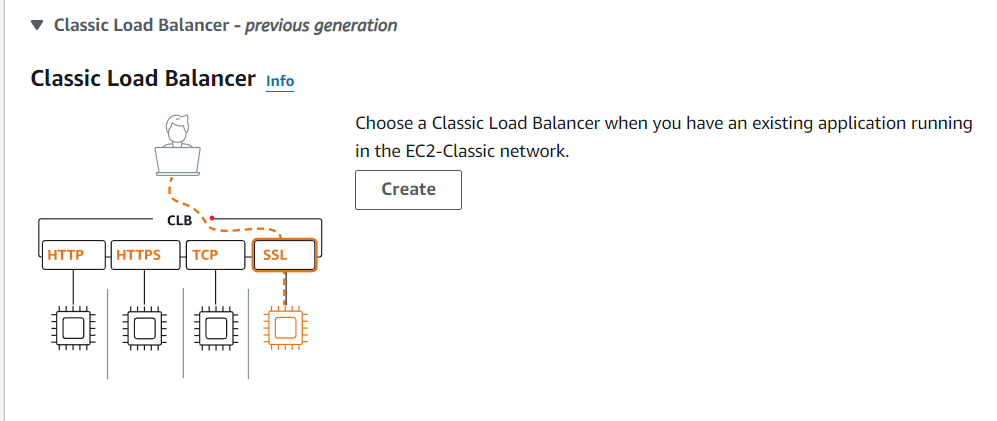 Classic Load Balancer - previous generation
Classic Load Balancer Info
Choose a Classic Load Balancer when you have an existing application running
in the EC2-Classic network.
Create
CLB
HTTP HTTPS TCP SSL